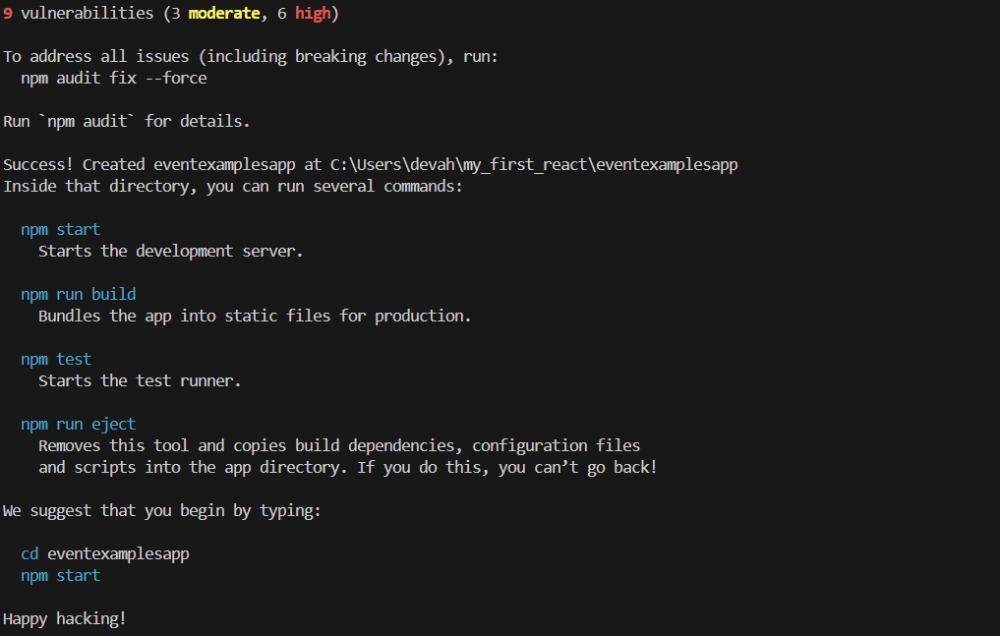 9 vulnerabilities (3 moderate, 6 high)
To address all issues (including breaking changes), run:
npm audit fix --force
Run `npm audit` for details.
Success! Created eventexamplesapp at C:\Users\devah\my_first_react\eventexamplesapp
Inside that directory, you can run several commands:
npm start
Starts the development server.
npm run build
Bundles the app into static files for production.
npm test
Starts the test runner.
npm run eject
Removes this tool and copies build dependencies, configuration files
and scripts into the app directory. If you do this, you can’t go back!
We suggest that you begin by typing:
cd eventexamplesapp
npm start
Happy hacking!